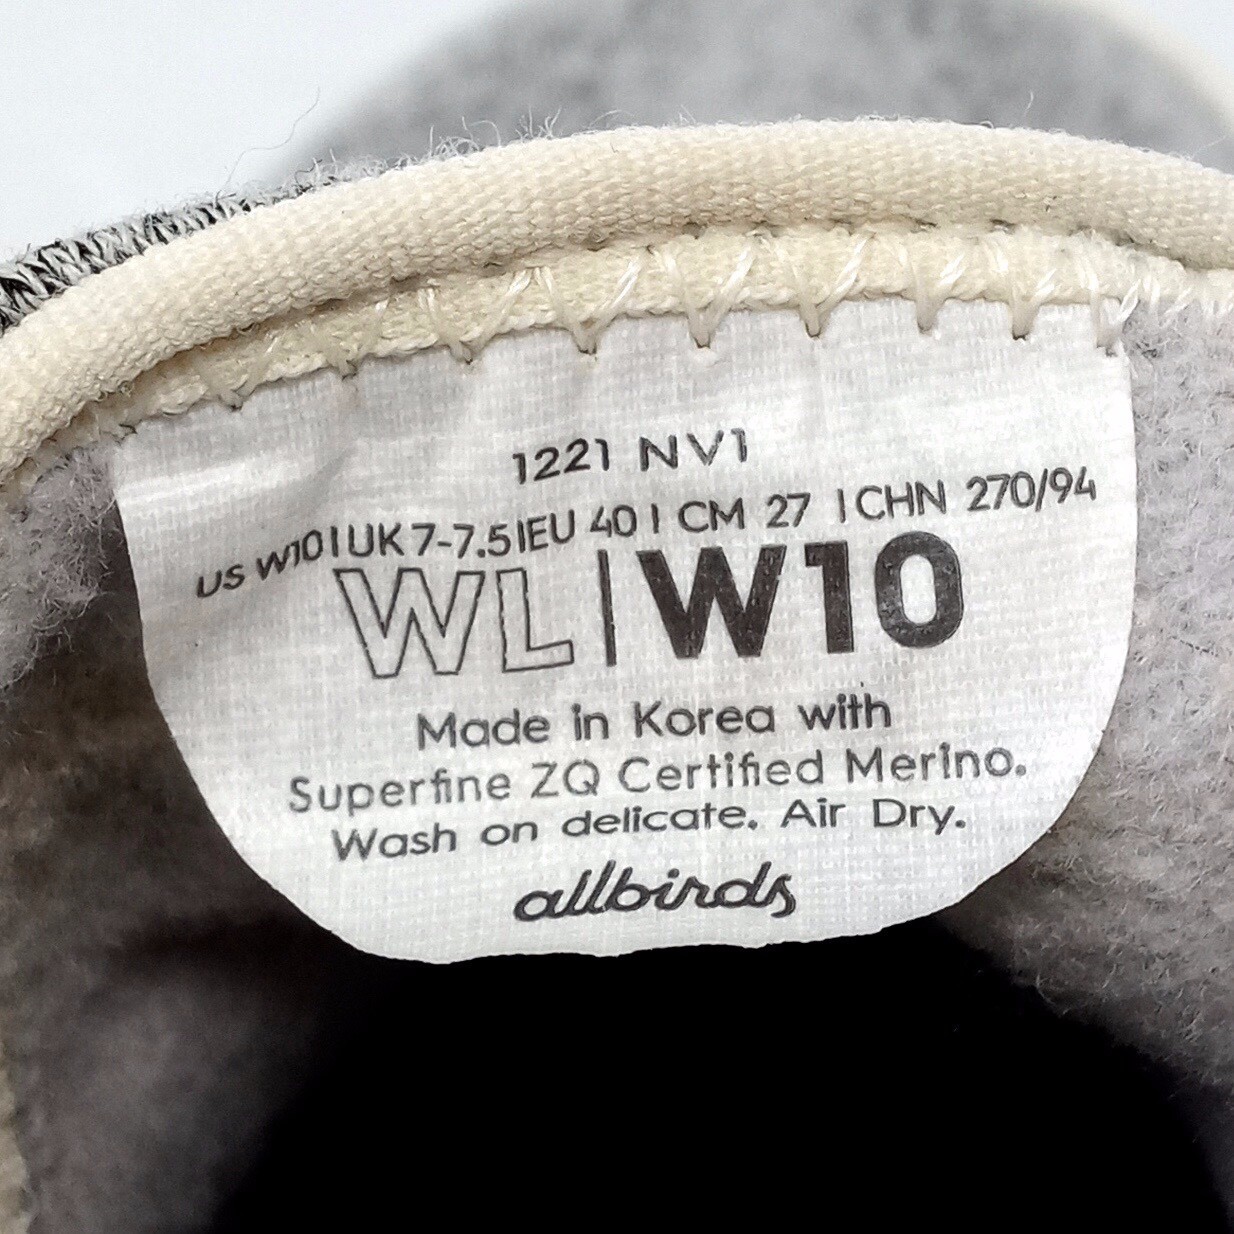 1221 NV1
US W10 | UK 7-7.5 | EU 40 | CM 27 | CHN 270/94
WL | W10
Made in Korea with
Superfine ZQ Certified Merino.
Wash on delicate. Air Dry.
allbirds